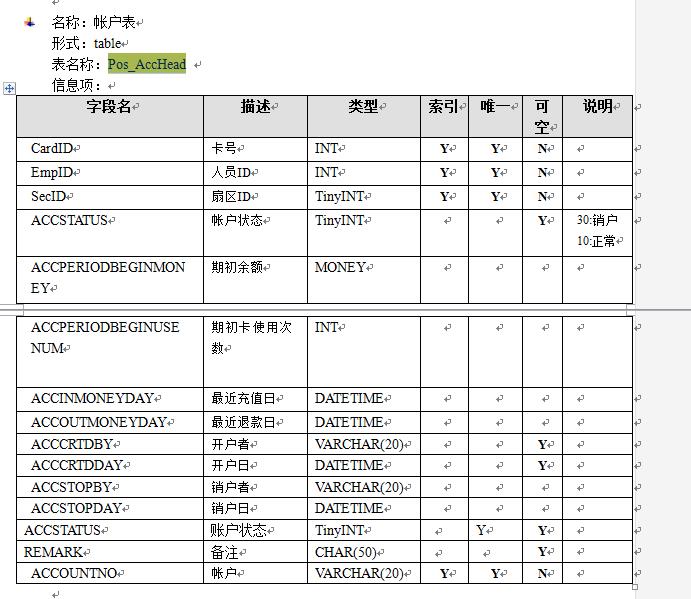 名称：帐户表
形式：table
表名称：Pos_AccHead
信息项：
字段名 描述 类型 索引 唯一 可空 说明
CardID 卡号 INT Y Y N
EmpID 人员ID INT Y Y N
SecID 扇区ID TinyINT Y Y N
ACCSTATUS 帐户状态 TinyINT Y 30:销户
10:正常
ACCPERIODBEGINMON
EY 期初余额 MONEY
ACCPERIODBEGINUSE
NUM 期初卡使用次
数 INT
ACCINMONEYDAY 最近充值日 DATETIME
ACCOUTMONEYDAY 最近退款日 DATETIME
ACCCRTDBY 开户者 VARCHAR(20) Y
ACCCRTDDAY 开户日 DATETIME Y
ACCSTOPBY 销户者 VARCHAR(20)
ACCSTOPDAY 销户日 DATETIME
ACCSTATUS 账户状态 TinyINT Y Y
REMARK 备注 CHAR(50) Y
ACCOUNTNO 帐户 VARCHAR(20) Y Y N